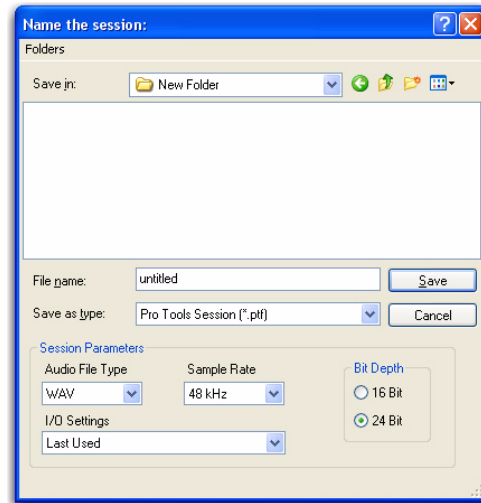 Name the session:
Folders
Save in: New Folder
File name: untitled Save
Save as type: Pro Tools Session (*.ptf) Cancel
Session Parameters
Audio File Type Sample Rate Bit Depth
WAV 48 kHz 16 Bit
I/O Settings 24 Bit
Last Used